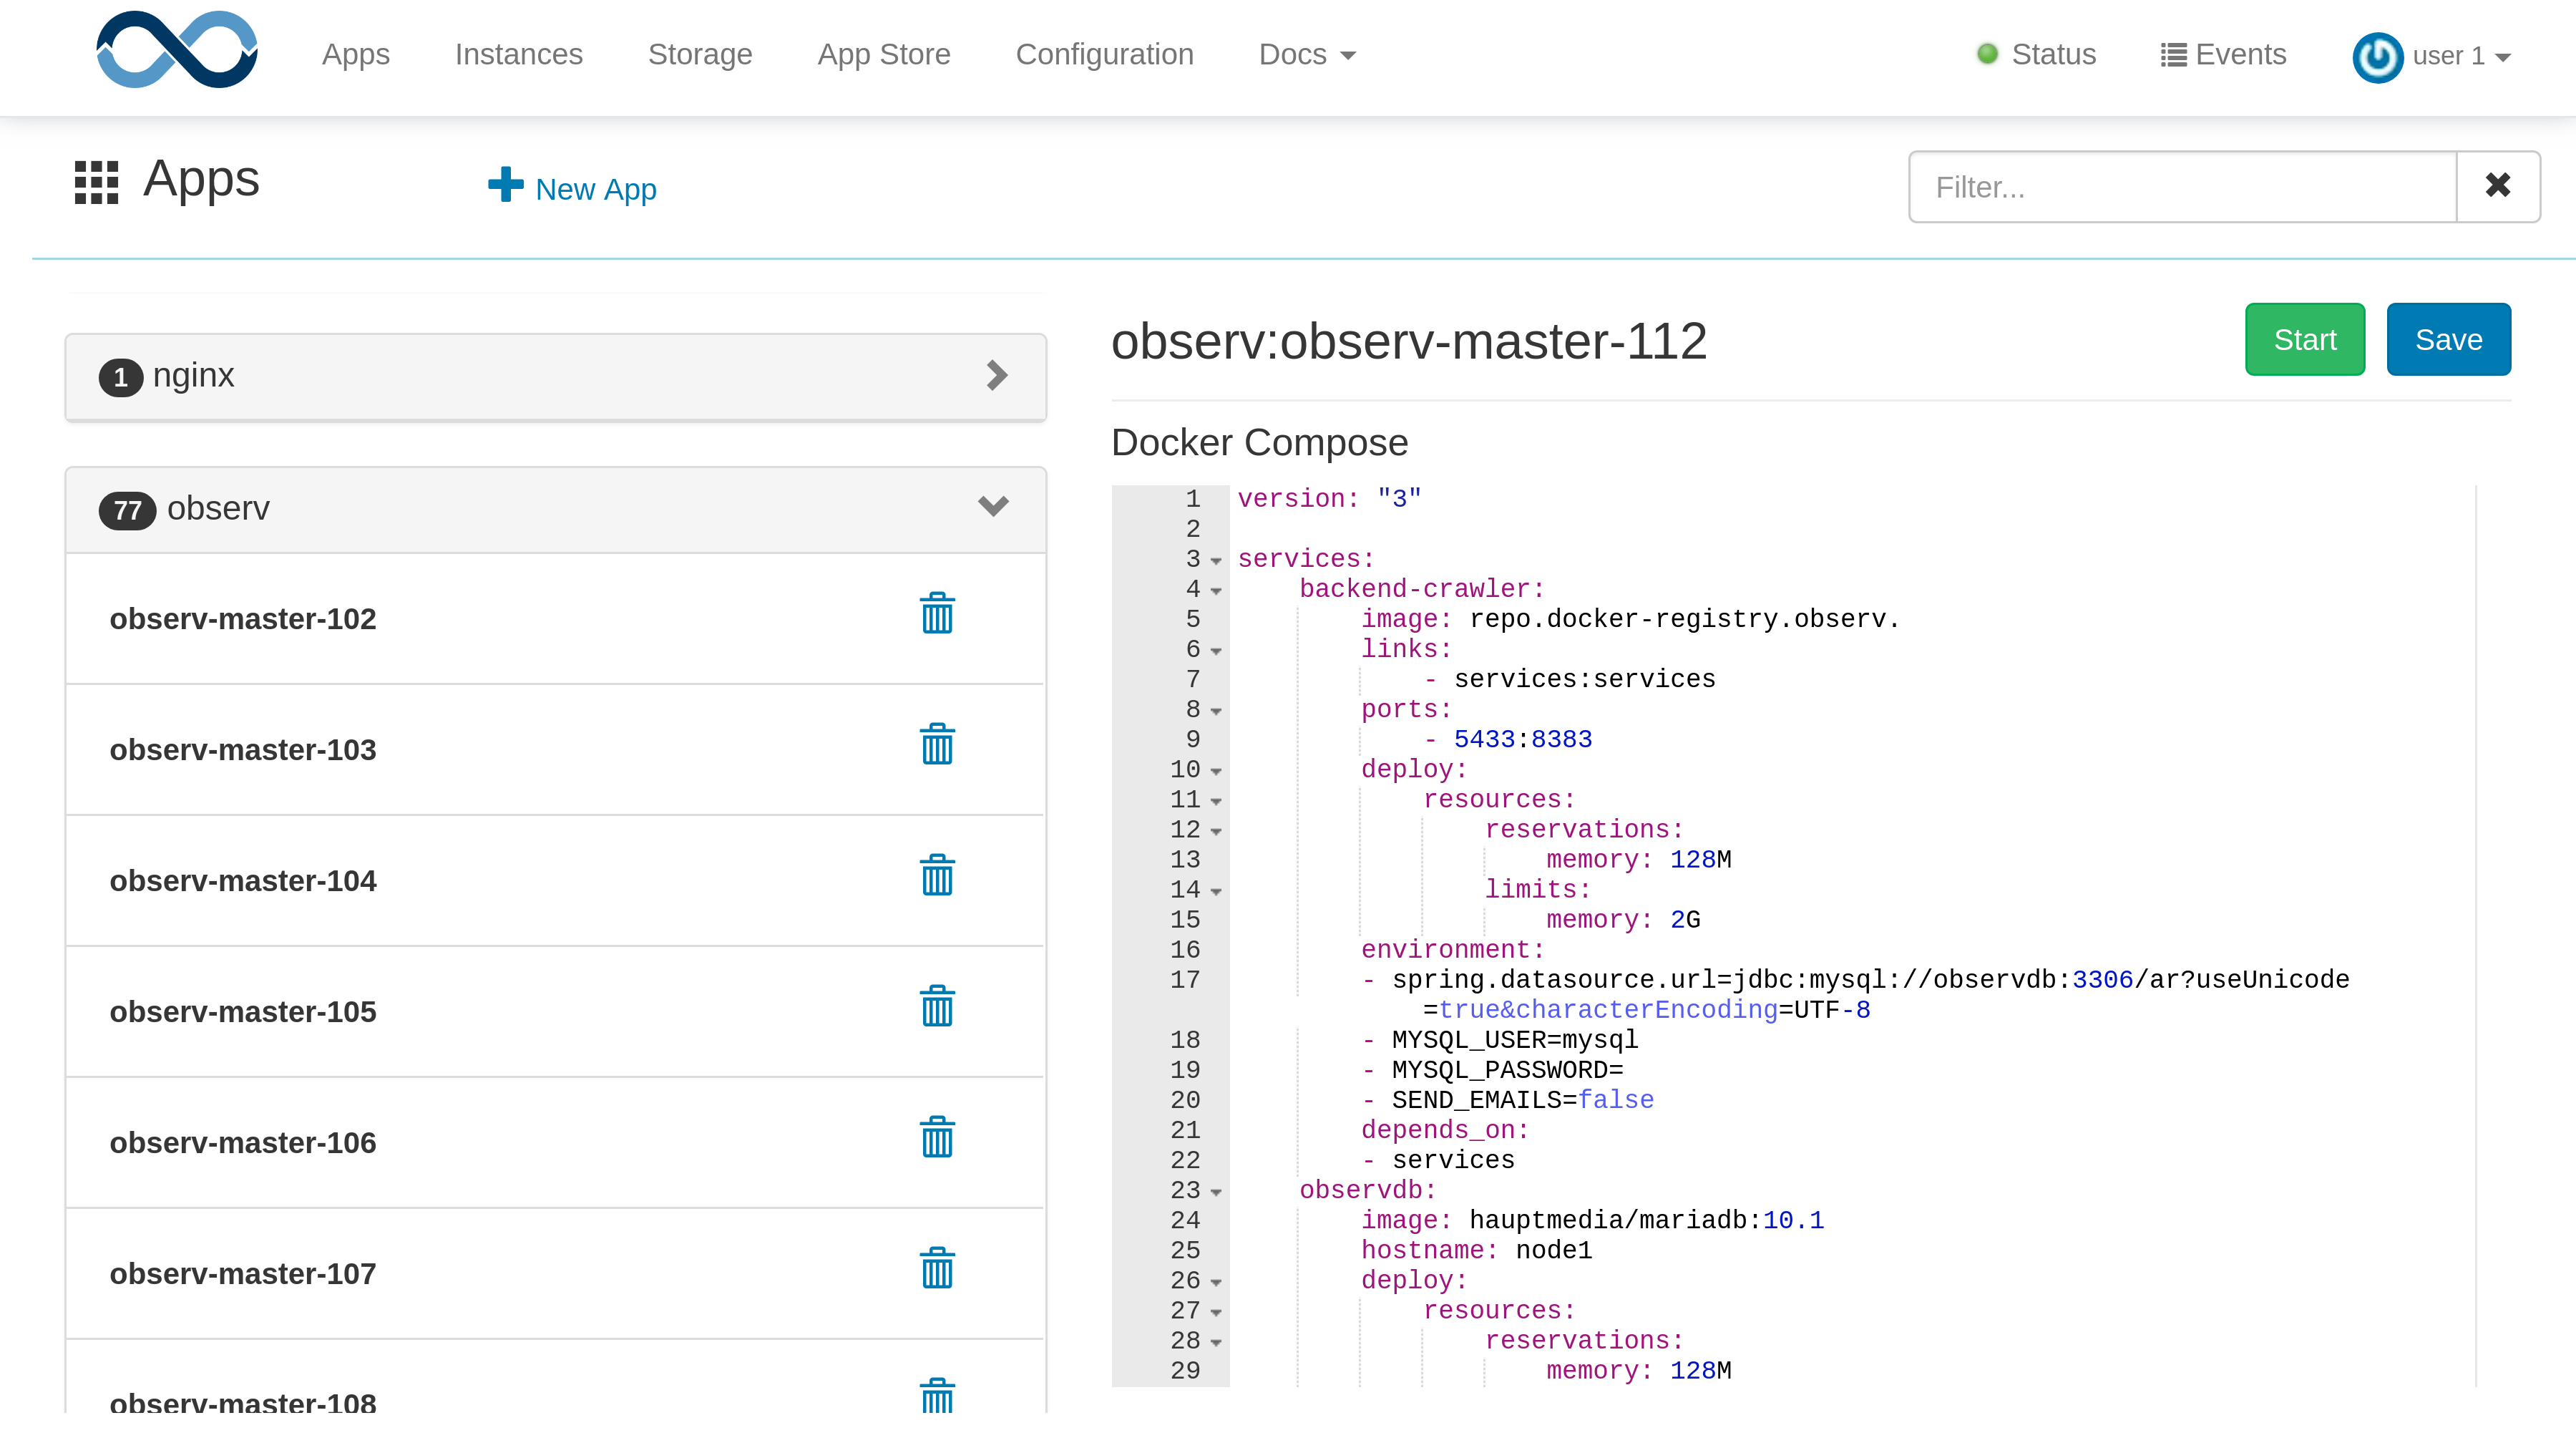 Apps Instances Storage App Store Configuration Docs Status Events user 1
Apps New App Filter...
1 nginx
77 observ
observ-master-102
observ-master-103
observ-master-104
observ-master-105
observ-master-106
observ-master-107
observ-master-108
observ:observ-master-112 Start Save
Docker Compose
1 version: "3"
2
3 services:
4 backend-crawler:
5 image: repo.docker-registry.observ.
6 links:
7 - services:services
8 ports:
9 - 5433:8383
10 deploy:
11 resources:
12 reservations:
13 memory: 128M
14 limits:
15 memory: 2G
16 environment:
17 - spring.datasource.url=jdbc:mysql://observdb:3306/ar?useUnicode
=true&characterEncoding=UTF-8
18 - MYSQL_USER=mysql
19 - MYSQL_PASSWORD=
20 - SEND_EMAILS=false
21 depends_on:
22 - services
23 observdb:
24 image: hauptmedia/mariadb:10.1
25 hostname: node1
26 deploy:
27 resources:
28 reservations:
29 memory: 128M